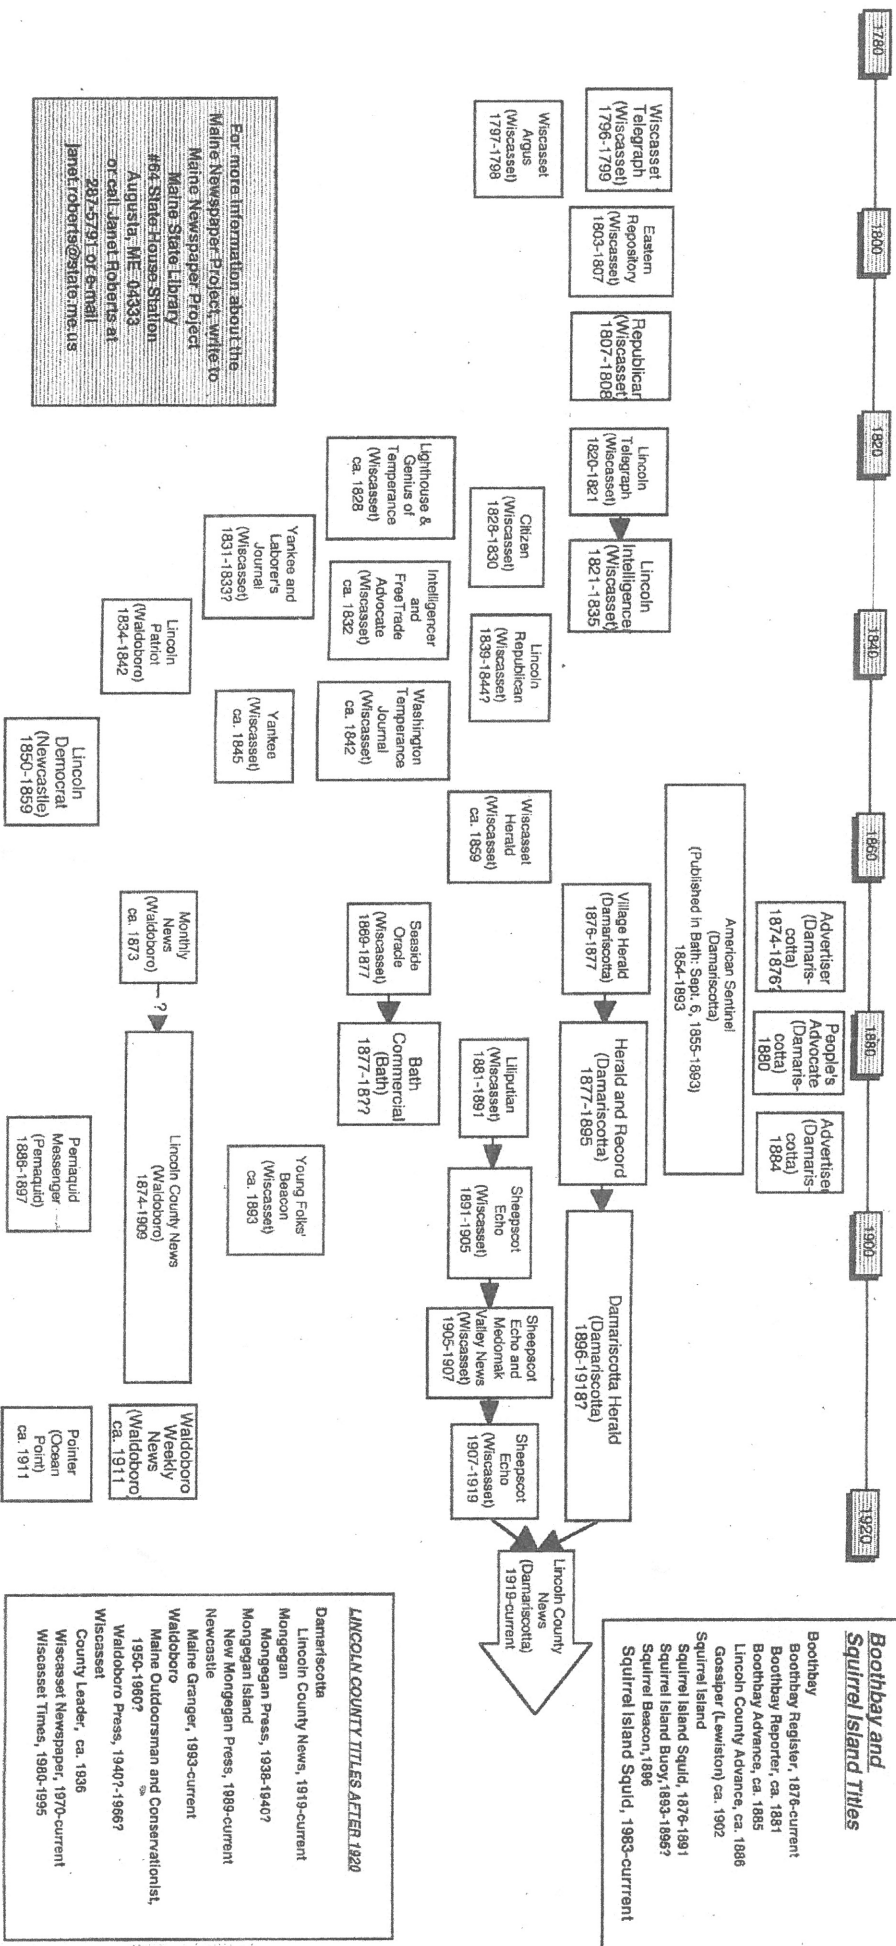 1780
1800
1820
1840
1860
1880
1900
1920
Advertiser
(Damaris-
cotta)
1874-1876?
People's
Advocate
(Damaris-
cotta)
1880
Advertiser
(Damaris-
cotta)
1884
American Sentinel
(Damariscotta)
(Published in Bath: Sept. 6, 1855-1893)
1854-1893
Wiscasset
Telegraph
(Wiscasset)
1796-1799
Eastern
Repository
(Wiscasset)
1803-1807
Republican
(Wiscasset)
1807-1808
Lincoln
Telegraph
(Wiscasset)
1820-1821
Lincoln
Intelligencer
(Wiscasset)
1821-1835
Village Herald
(Damariscotta)
1876-1877
Herald and Record
(Damariscotta)
1877-1895
Damariscotta Herald
(Damariscotta)
1896-1918?
Wiscasset
Argus
(Wiscasset)
1797-1798
Citizen
(Wiscasset)
1828-1830
Lincoln
Republican
(Wiscasset)
1839-1844?
Wiscasset
Herald
(Wiscasset)
ca. 1859
Liliputian
(Wiscasset)
1881-1891
Sheepscot
Echo
(Wiscasset)
1891-1905
Sheepscot
Echo and
Medomak
Valley News
(Wiscasset)
1905-1907
Sheepscot
Echo
(Wiscasset)
1907-1919
Lincoln County
News
(Damariscotta)
1919-current
Lighthouse &
Genius of
Temperance
(Wiscasset)
ca. 1828
Intelligencer
and
FreeTrade
Advocate
(Wiscasset)
ca. 1832
Washington
Temperance
Journal
(Wiscasset)
ca. 1842
Seaside
Oracle
(Wiscasset)
1869-1877
Bath
Commercial
(Bath)
1877-18??
Yankee and
Laborer's
Journal
(Wiscasset)
1831-1833?
Yankee
(Wiscasset)
ca. 1845
Young Folks'
Beacon
(Wiscasset)
ca. 1893
Lincoln
Patriot
(Waldoboro)
1834-1842
Monthly
News
(Waldoboro)
ca. 1873
?
Lincoln County News
(Waldoboro)
1874-1909
Waldoboro
Weekly
News
(Waldoboro)
ca. 1911
Lincoln
Democrat
(Newcastle)
1850-1859
Pemaquid
Messenger
(Pemaquid)
1886-1897
Pointer
(Ocean
Point)
ca. 1911
For more information about the
Maine Newspaper Project, write to
Maine Newspaper Project
Maine State Library
#64 State House Station
Augusta, ME 04333
or call Janet Roberts at
287-5791 or e-mail
janet.roberts@state.me.us
Boothbay and
Squirrel Island Titles
Boothbay
Boothbay Register, 1876-current
Boothbay Reporter, ca. 1881
Boothbay Advance, ca. 1885
Lincoln County Advance, ca. 1886
Gossiper (Lewiston) ca. 1902
Squirrel Island
Squirrel Island Squid, 1876-1891
Squirrel Island Buoy,1893-1895?
Squirrel Beacon,1896
Squirrel Island Squid, 1983-currrent
LINCOLN COUNTY TITLES AFTER 1920
Damariscotta
Lincoln County News, 1919-current
Mongegan
Mongegan Press, 1938-1940?
Mongegan Island
New Mongegan Press, 1989-current
Newcastle
Maine Granger, 1993-current
Waldoboro
Maine Outdoorsman and Conservationist,
1950-1960?
Waldoboro Press, 1940?-1966?
Wiscasset
County Leader, ca. 1936
Wiscasset Newspaper, 1970-current
Wiscasset Times, 1980-1995